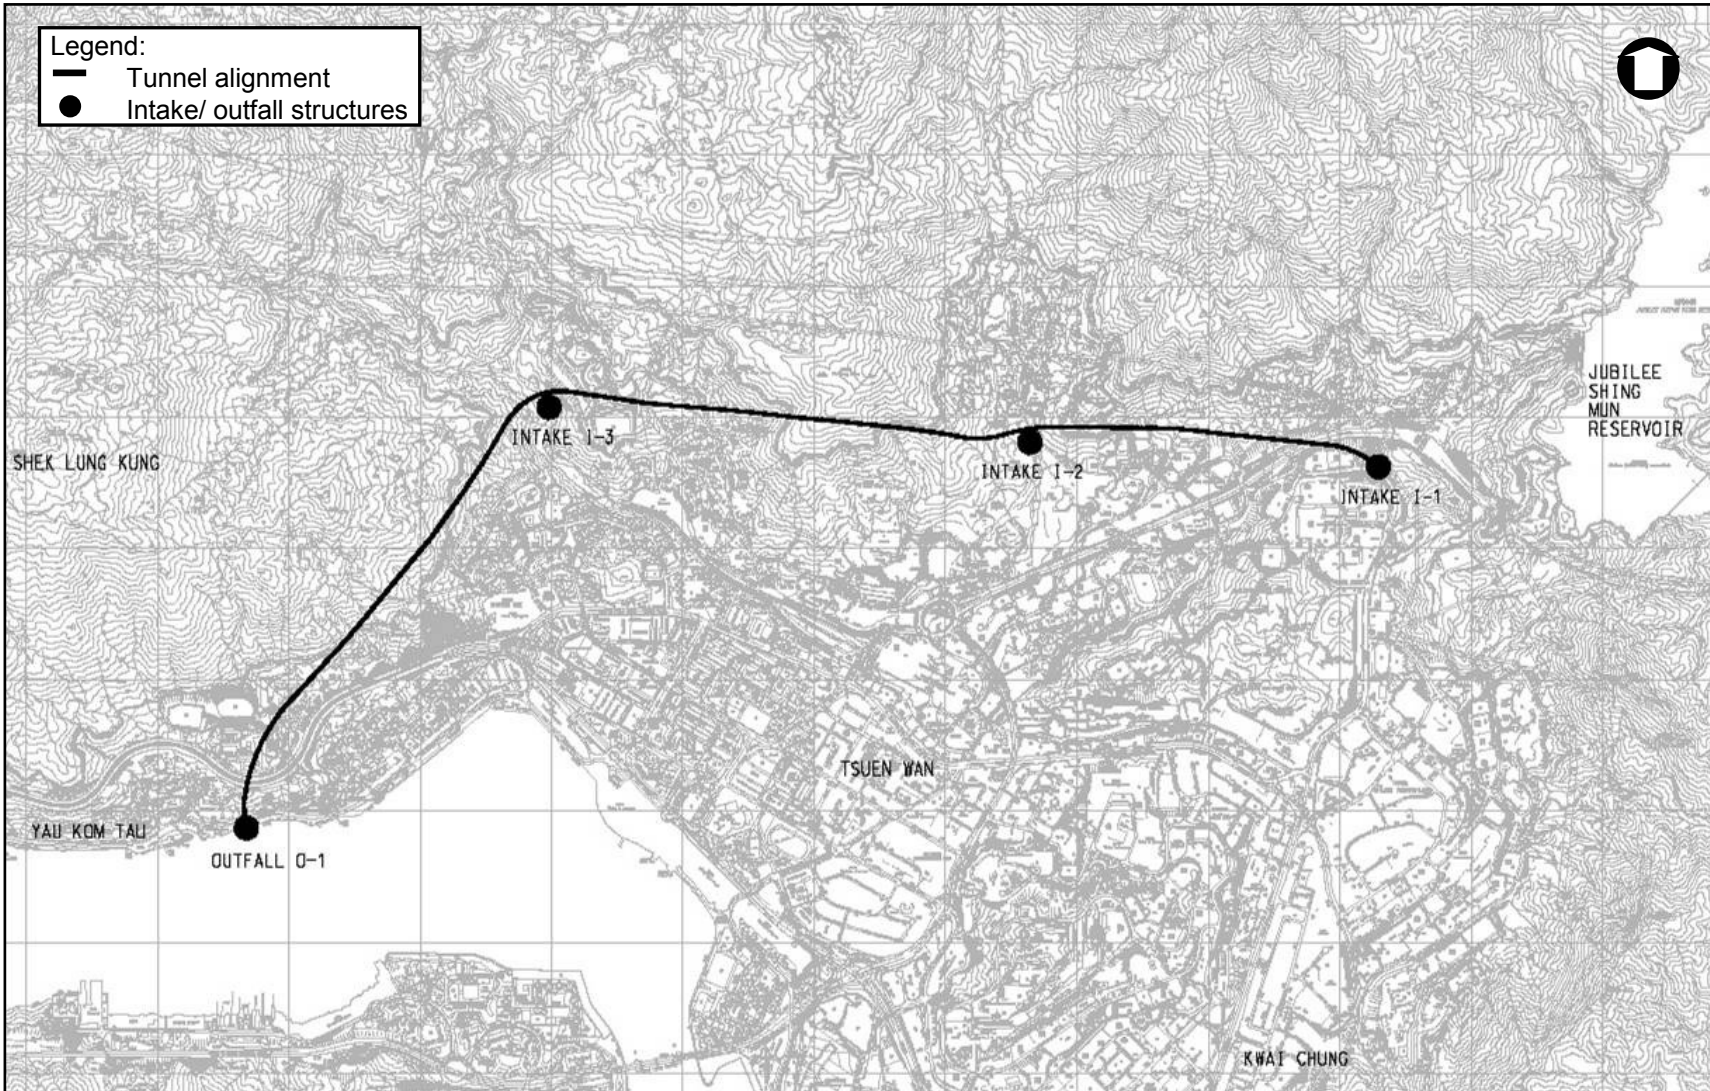 Legend:
Tunnel alignment
Intake/ outfall structures
JUBILEE
SHING
MUN
RESERVOIR
INTAKE I-3
SHEK LUNG KUNG
INTAKE I-2
INTAKE I-1
TSUEN WAN
YAU KOM TAU
OUTFALL O-1
KWAI CHUNG